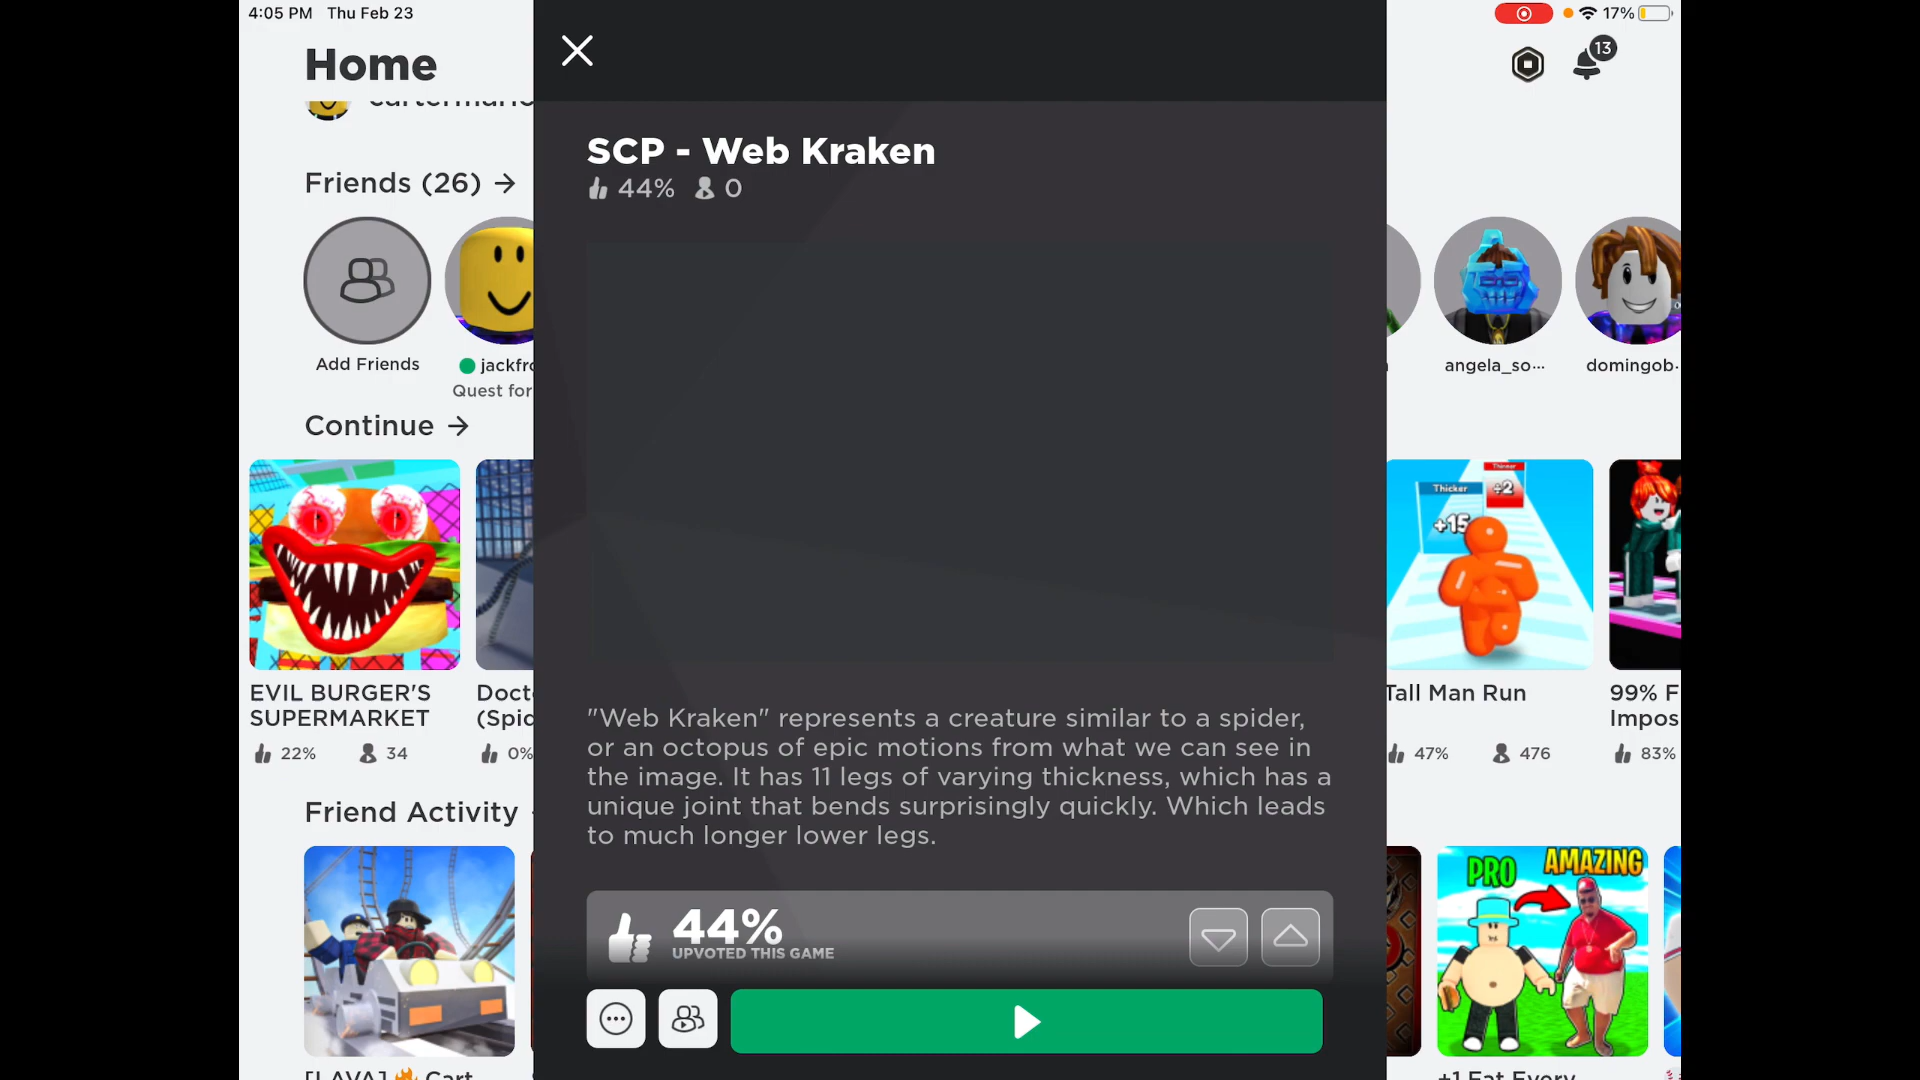 4:05 PM Thu Feb 23
17%
Home
13
Friends (26)
Add Friends
jackfr
Quest for
angela_so...
domingob.
Continue
Thicker
+15
Thinner
+2
EVIL BURGER'S
SUPERMARKET
22% 34
Doct
(Spid
0%
Tall Man Run
47% 476
99% F
Impos
83%
Friend Activity
PRO AMAZING
[LAVA] 🔥 Cart
+1 Fat Every
SCP - Web Kraken
44% 0
"Web Kraken" represents a creature similar to a spider,
or an octopus of epic motions from what we can see in
the image. It has 11 legs of varying thickness, which has a
unique joint that bends surprisingly quickly. Which leads
to much longer lower legs.
44%
UPVOTED THIS GAME